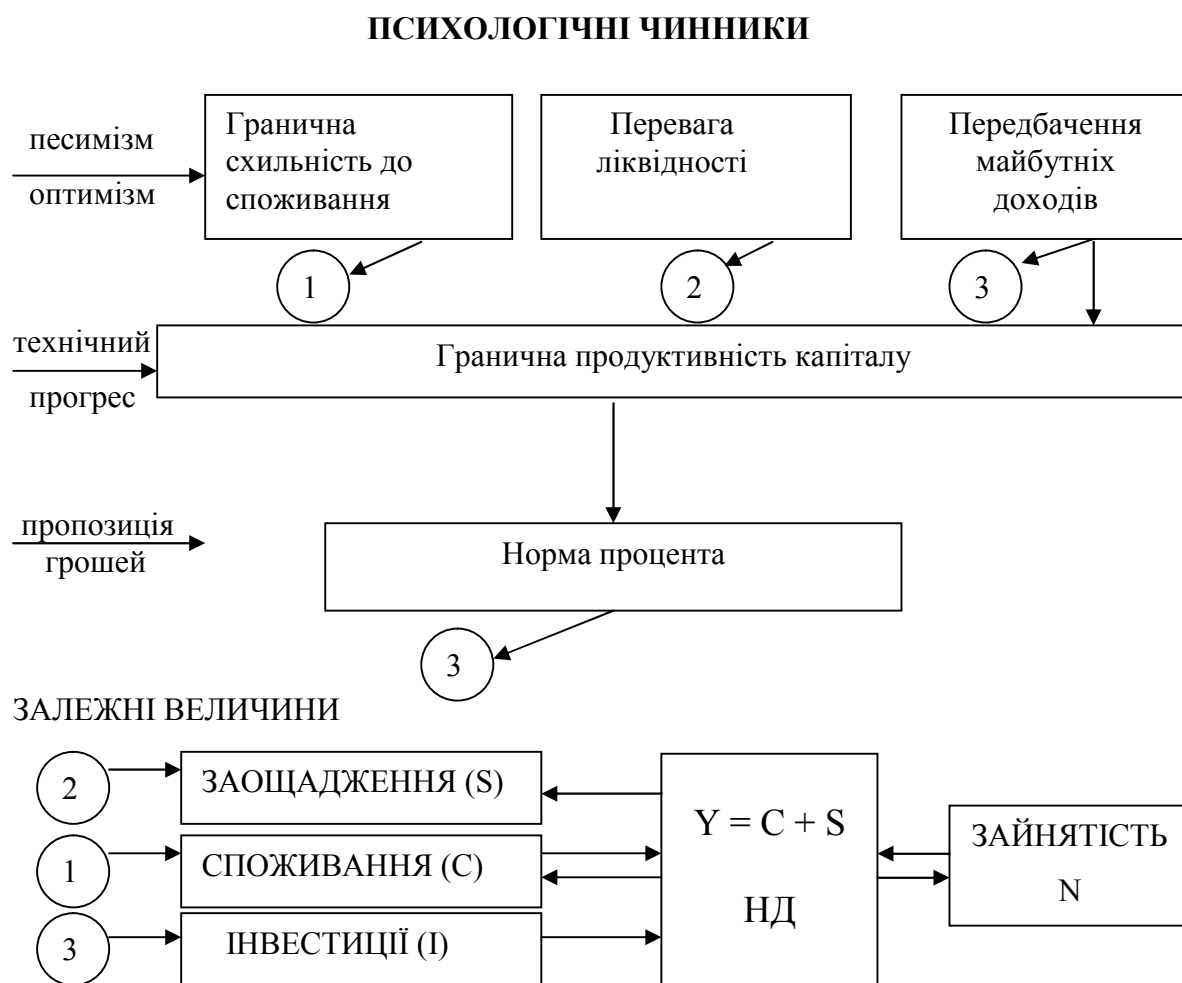 ПСИХОЛОГІЧНІ ЧИННИКИ
песимізм
оптимізм
Гранична
схильність до
споживання
Перевага
ліквідності
Передбачення
майбутніх
доходів
1
2
3
технічний
прогрес
Гранична продуктивність капіталу
пропозиція
грошей
Норма процента
3
ЗАЛЕЖНІ ВЕЛИЧИНИ
2
ЗАОЩАДЖЕННЯ (S)
1
СПОЖИВАННЯ (C)
3
ІНВЕСТИЦІЇ (I)
Y = C + S
НД
ЗАЙНЯТІСТЬ
N